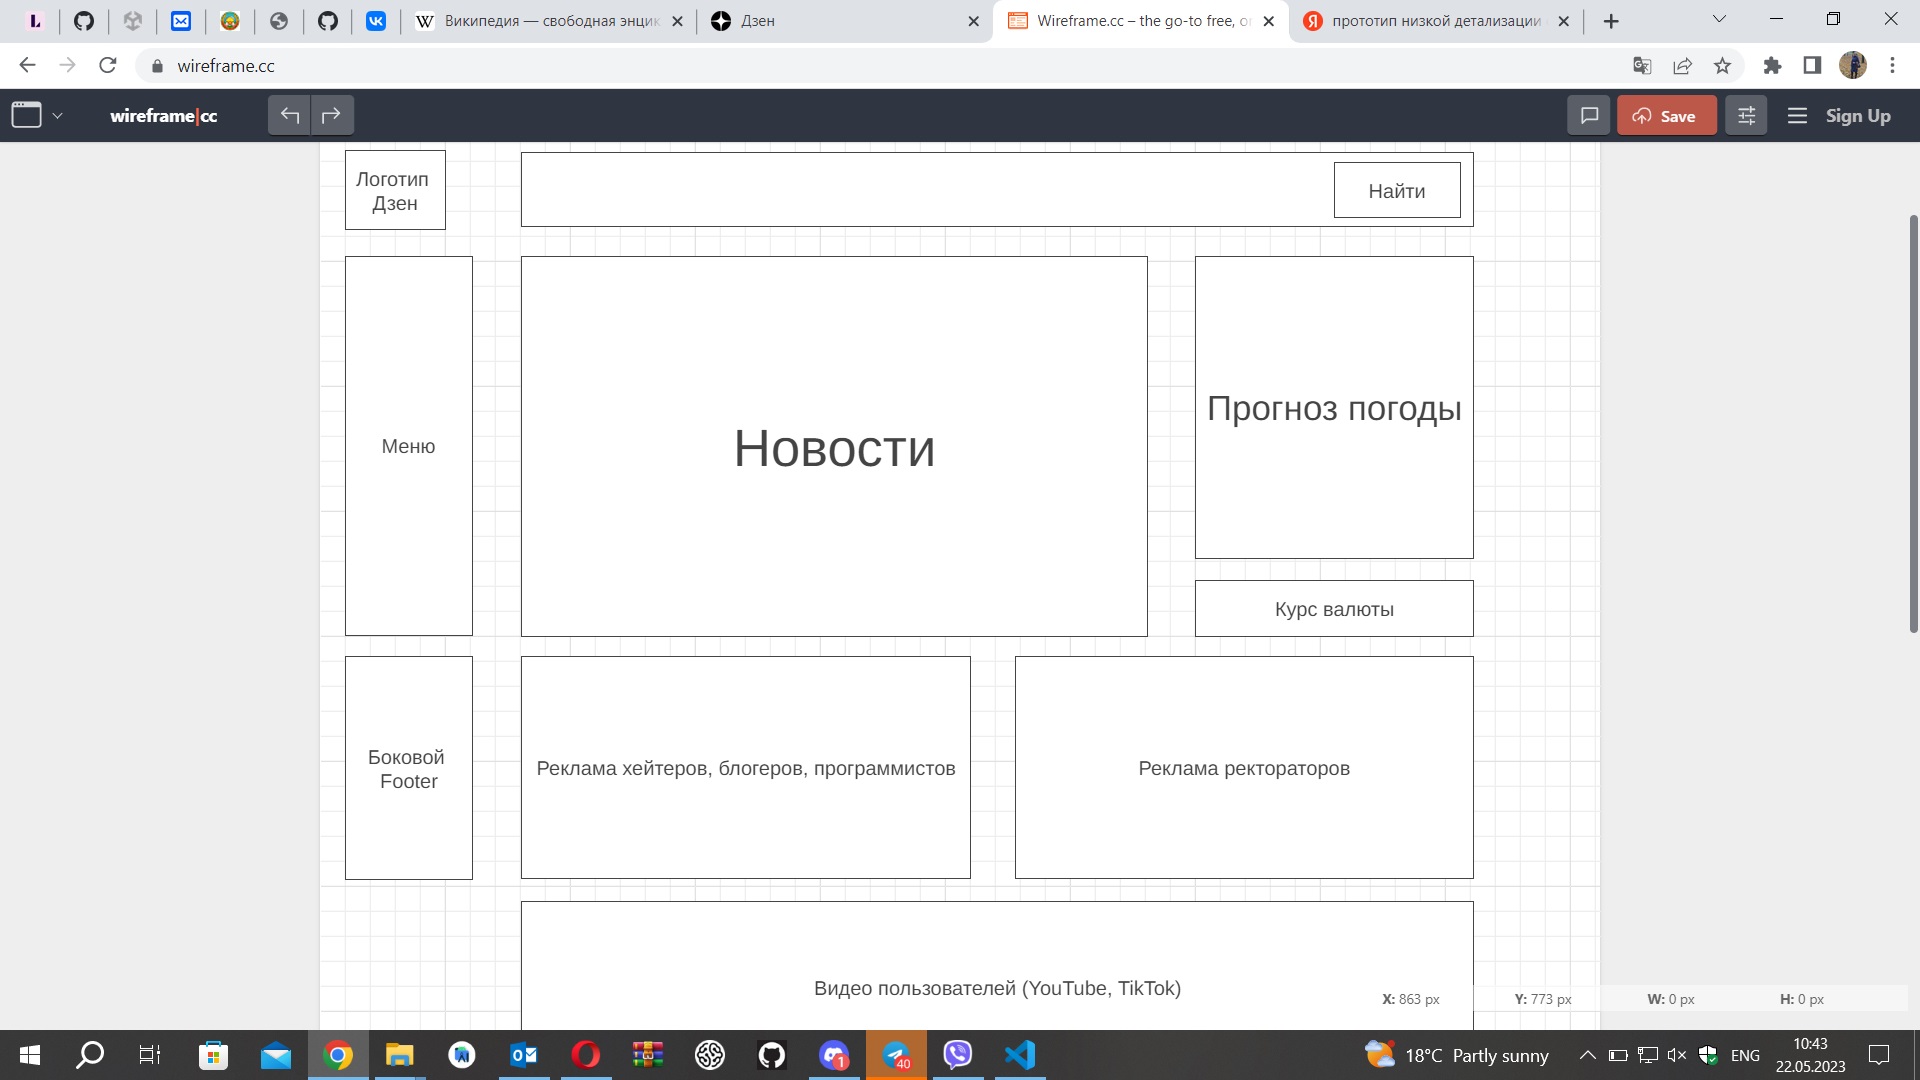 L
W Википедия — свободная энцик
Дзен
Wireframe.cc – the go-to free, o
Я прототип низкой детализации
wireframe.cc
wireframe|cc
Save
Sign Up
Логотип
Дзен
Найти
Меню
Новости
Прогноз погоды
Курс валюты
Боковой
Footer
Реклама хейтеров, блогеров, программистов
Реклама ректораторов
Видео пользователей (YouTube, TikTok)
X: 863 px
Y: 773 px
W: 0 px
H: 0 px
1
40
18°C Partly sunny
ENG
10:43
22.05.2023